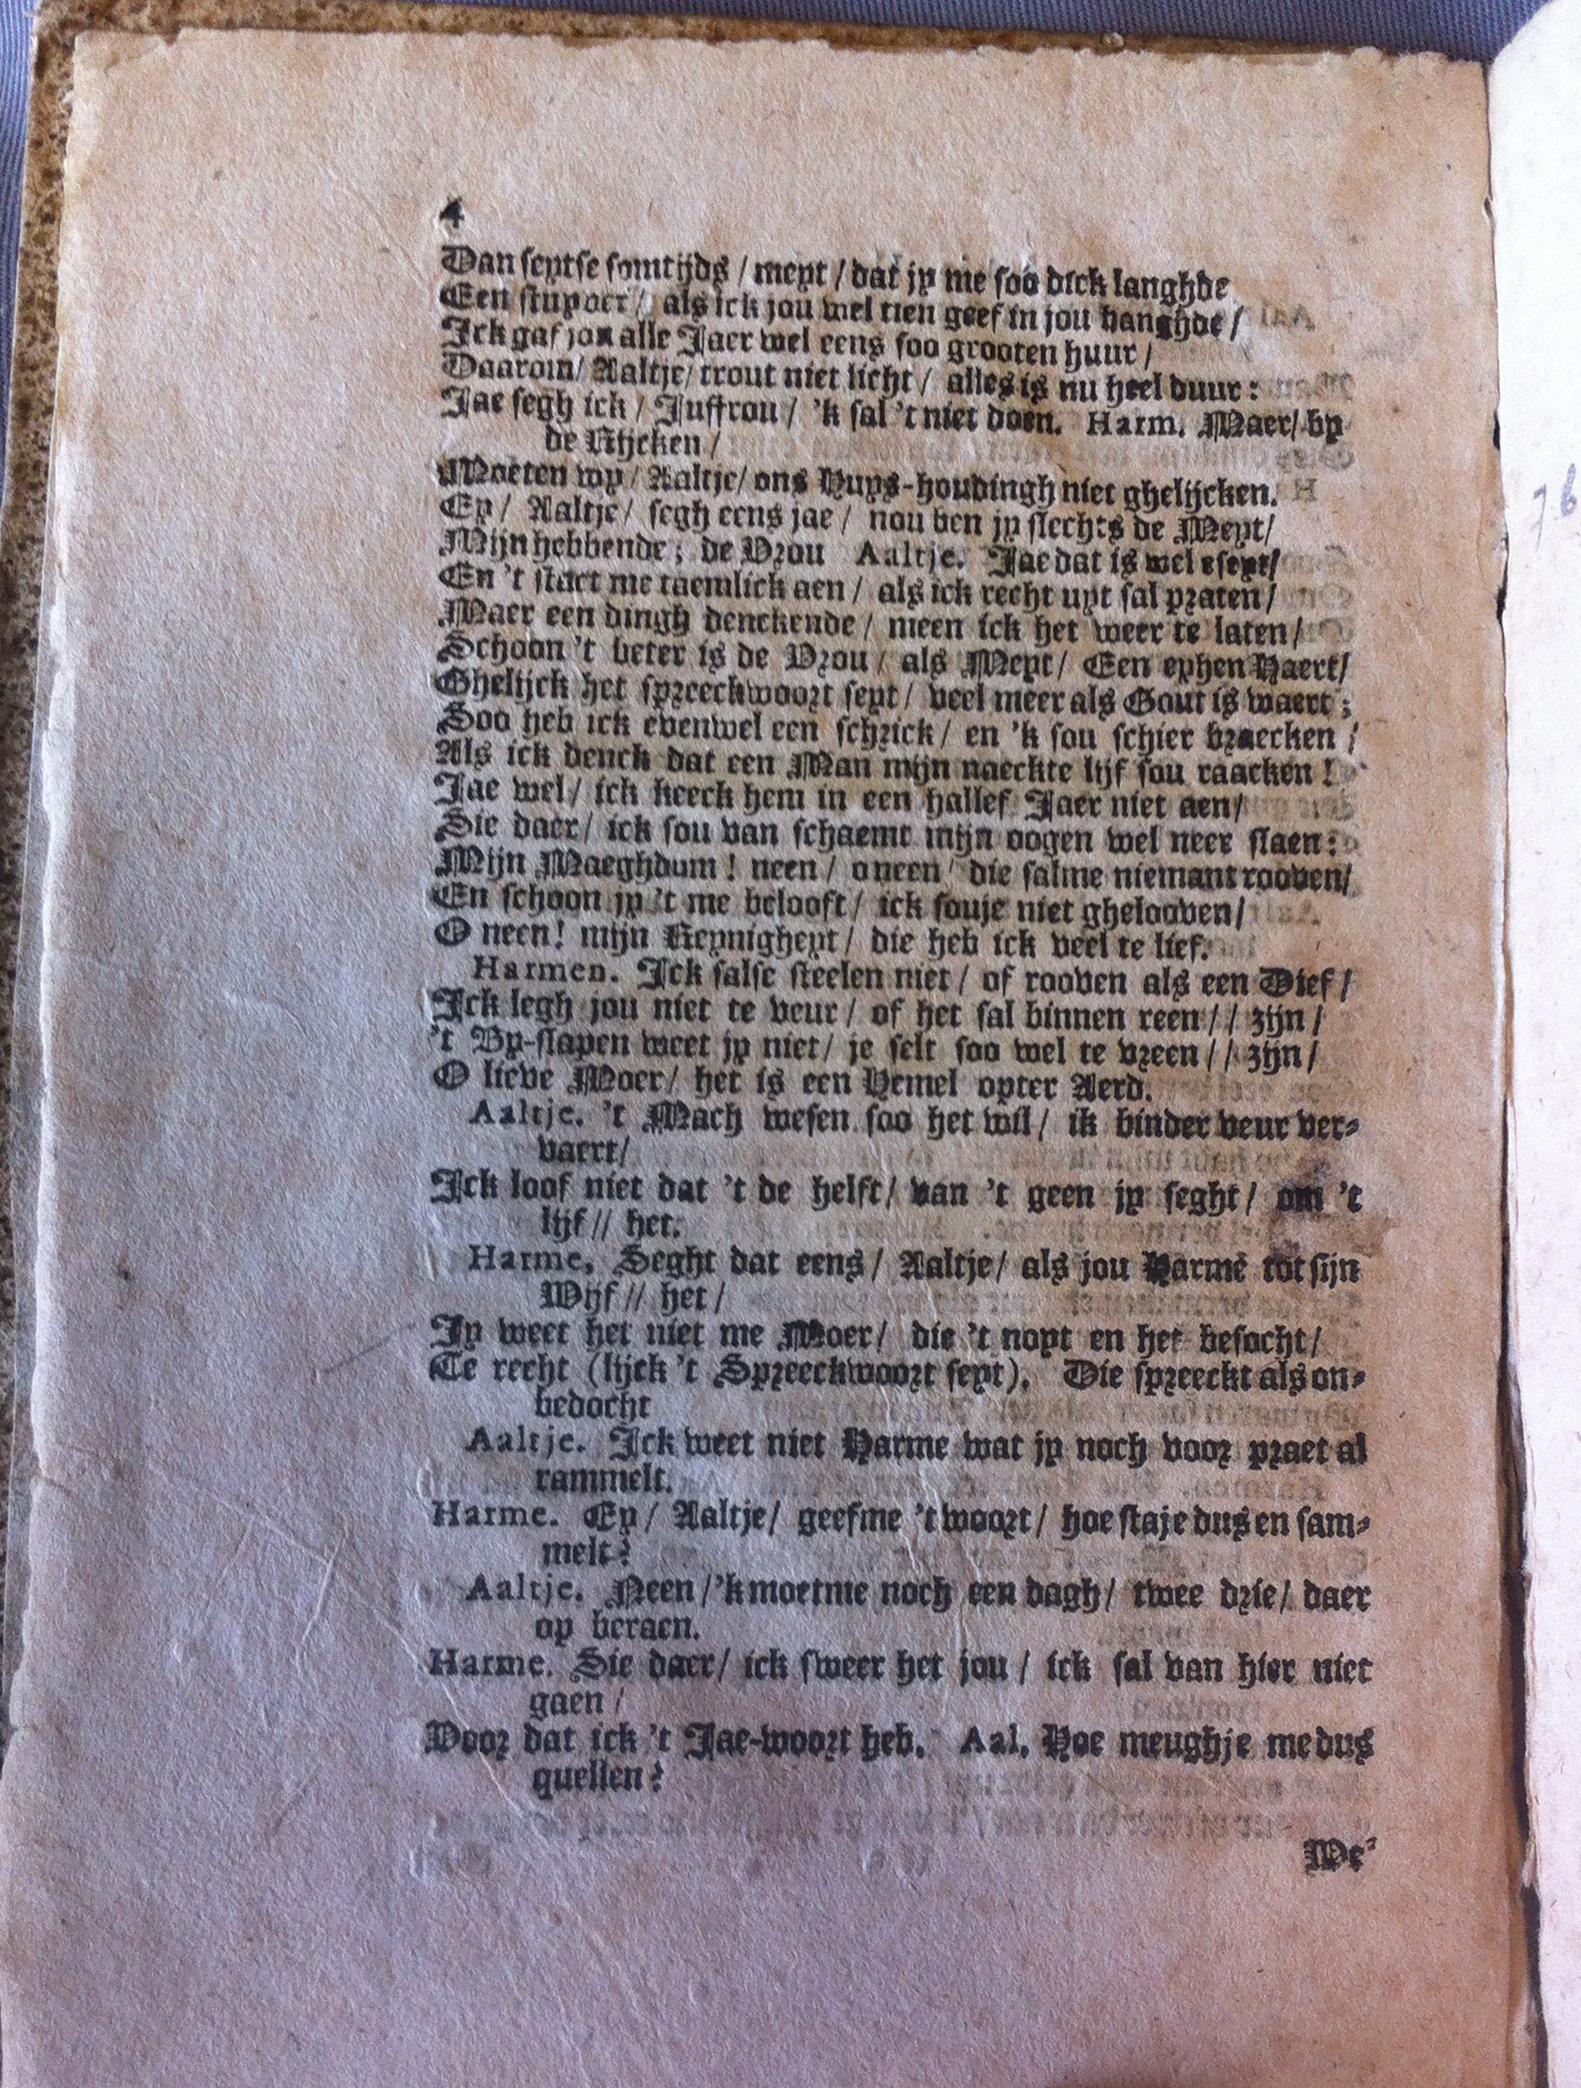 4
Dan seytse somtijds / meyt / dat jy me soo dick langhde
Een stuyver / als ick jou wel tien geef in jou handhde /
Ick gaf jou alle Jaer wel eens soo grooten huur /
Daarom / Aaltje / trout niet licht / alles is nu heel duur :
Jae segh ick / Juffrou / 'k sal 't niet doen. Harm. Maer / by
de Rijcken /
Moeten wy / Aaltje / ons Huys-houdingh niet ghelijcken.
Ey / Aaltje / segh eens jae / nou ben jy slechts de Meyt /
Mijn hebbende ; de Vrou Aaltje. Jae dat is wel eseyt /
En 't staet me taemlick aen / als ick recht uyt sal praten /
Maer een dingh denckende / meen ick het weer te laten /
Schoon 't beter is de Vrou / als Meyt / Een eyhen Haert /
Ghelijck het spreeckwoort seyt / veel meer als Gout is waert ;
Soo heb ick evenwel een schrick / en 'k sou schier braecken /
Als ick denck dat een Man mijn naeckte lijf sou raacken !
Jae wel / ick keeck hem in een hallef Jaer niet aen /
Sie daer / ick sou van schaemt mijn oogen wel neer slaen :
Mijn Maeghdum ! neen / o neen / die salme niemant rooven /
En schoon jy 't me belooft / ick souje niet ghelooven /
O neen ! mijn Reynigheyt / die heb ick veel te lief.
Harmen. Ick salse steelen niet / of rooven als een Dief /
Ick legh jou niet te veur / of het sal binnen reen / / zijn /
't By-slapen weet jy niet / je selt soo wel te vreen / / zijn /
O lieve Moer / het is een Hemel opter Aerd.
Aaltje. 't Mach wesen soo het wil / ik binder veur ver-
vaert /
Ick loof niet dat 't de helft / van 't geen jy seght / om 't
lijf // het.
Harme. Seght dat eens / Aaltje / als jou Harme tot sijn
Wijf // het /
Jy weet het niet me Moer / die 't noyt en het besocht /
Te recht (lijck 't Spreeckwoort seyt). Die spreeckt als on-
bedocht
Aaltje. Ick weet niet Harme wat jy noch voor praet al
rammelt.
Harme. Ey / Aaltje / geefme 't woort / hoe staje dus en sam-
melt ?
Aaltje. Neen / 'k moetme noch een dagh / twee drie / daer
op beraen.
Harme. Sie daer / ick sweer het jou / ick sal van hier niet
gaen /
Voor dat ick 't Jae-woort heb. Aal. Hoe meughje me dus
quellen ?
Me-
76